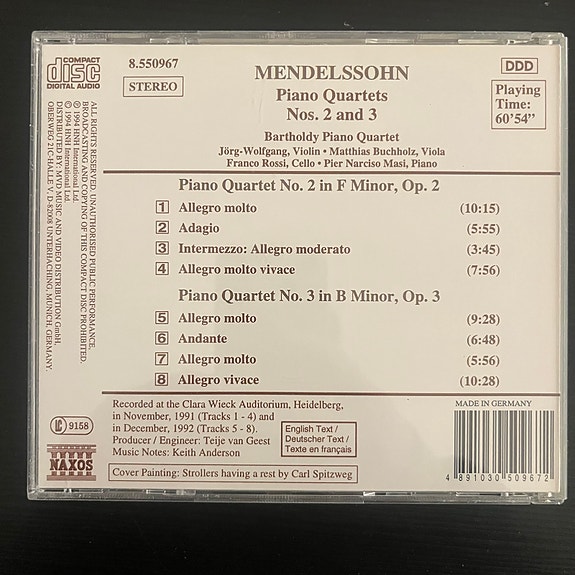 COMPACT
disc
DIGITAL AUDIO
8.550967
STEREO
MENDELSSOHN
Piano Quartets
Nos. 2 and 3
DDD
Playing
Time:
60'54"
Bartholdy Piano Quartet
Jörg-Wolfgang, Violin • Matthias Buchholz, Viola
Franco Rossi, Cello • Pier Narciso Masi, Piano
Piano Quartet No. 2 in F Minor, Op. 2
1 Allegro molto (10:15)
2 Adagio (5:55)
3 Intermezzo: Allegro moderato (3:45)
4 Allegro molto vivace (7:56)
Piano Quartet No. 3 in B Minor, Op. 3
5 Allegro molto (9:28)
6 Andante (6:48)
7 Allegro molto (5:56)
8 Allegro vivace (10:28)
Recorded at the Clara Wieck Auditorium, Heidelberg,
in November, 1991 (Tracks 1 - 4) and
in December, 1992 (Tracks 5 - 8).
Producer / Engineer: Teije van Geest
Music Notes: Keith Anderson
English Text /
Deutscher Text /
Texte en français
Cover Painting: Strollers having a rest by Carl Spitzweg
MADE IN GERMANY
4 891030 509672
LC 9158
NAXOS
ALL RIGHTS RESERVED. UNAUTHORISED PUBLIC PERFORMANCE,
BROADCASTING AND COPYING OF THIS COMPACT DISC PROHIBITED.
℗ 1994 HNH International Ltd.
© 1994 HNH International Ltd.
DISTRIBUTED BY: MVD MUSIC AND VIDEO DISTRIBUTION GmbH,
OBERWEG 21C-HALLE V, D-82008 UNTERHACHING, MUNICH, GERMANY.